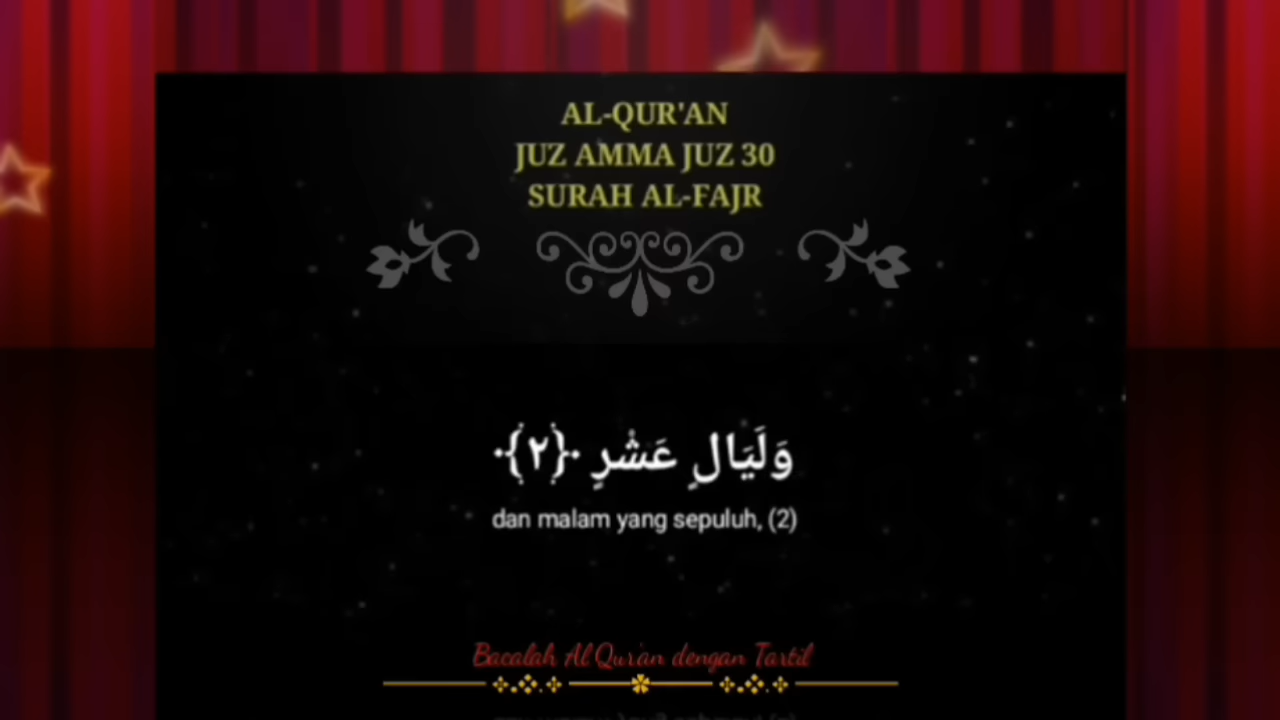 AL-QUR'AN
JUZ AMMA JUZ 30
SURAH AL-FAJR
وَلَيَالٍ عَشْرٍ ﴿٢﴾
dan malam yang sepuluh, (2)
Bacalah Al Qur'an dengan Tartil